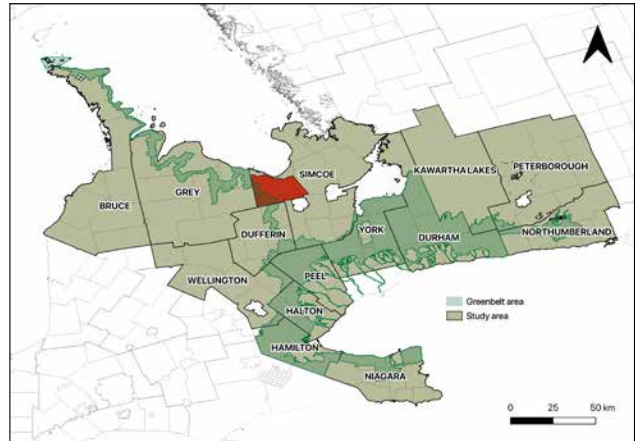 SIMCOE
KAWARTHA LAKES
PETERBOROUGH
BRUCE
GREY
DUFFERIN
YORK
DURHAM
NORTHUMBERLAND
WELLINGTON
PEEL
HALTON
HAMILTON
NIAGARA
Greenbelt area
Study area
0 25 50 km